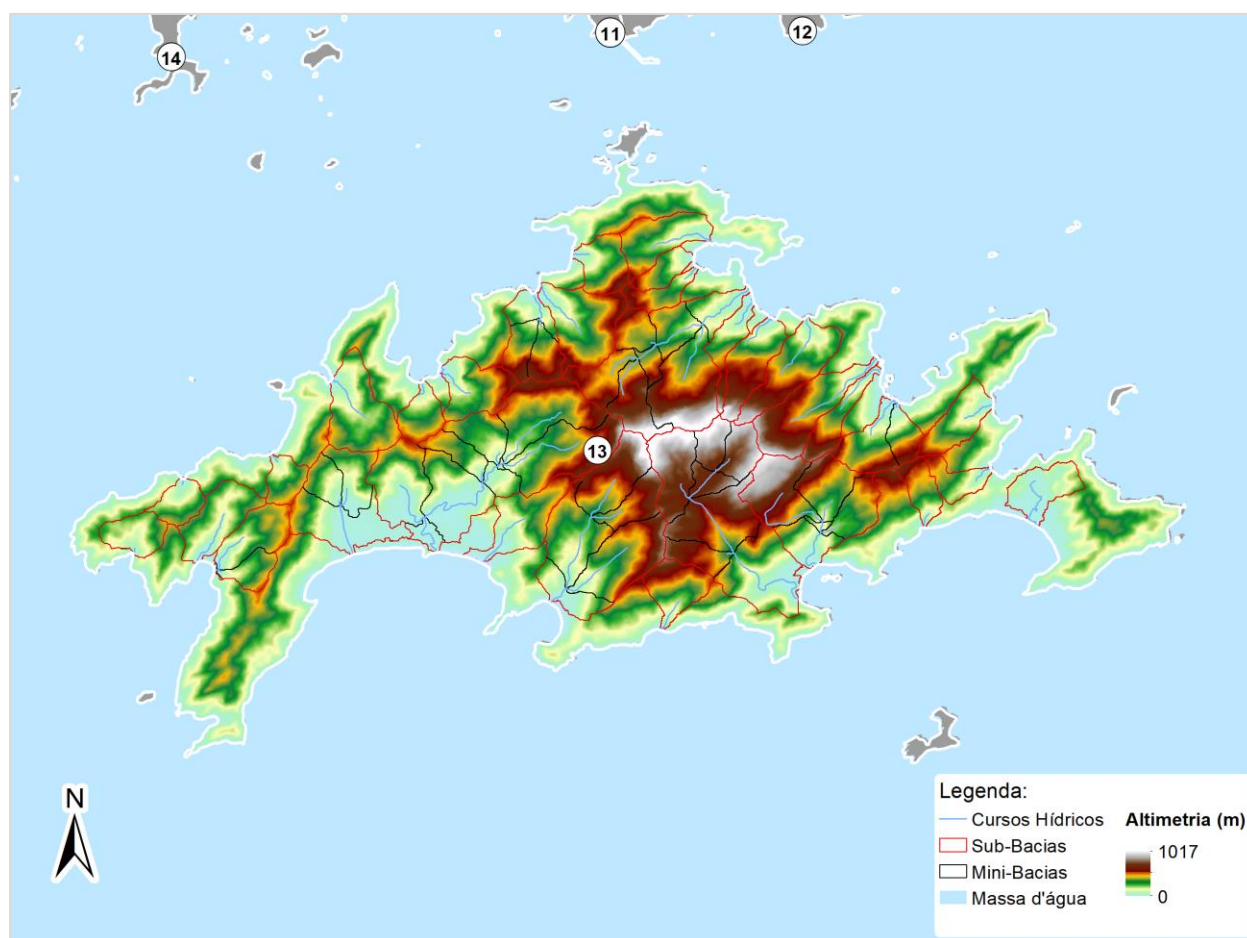 14
11
12
13
N
Legenda:
Cursos Hídricos
Sub-Bacias
Mini-Bacias
Massa d'água
Altimetria (m)
1017
0